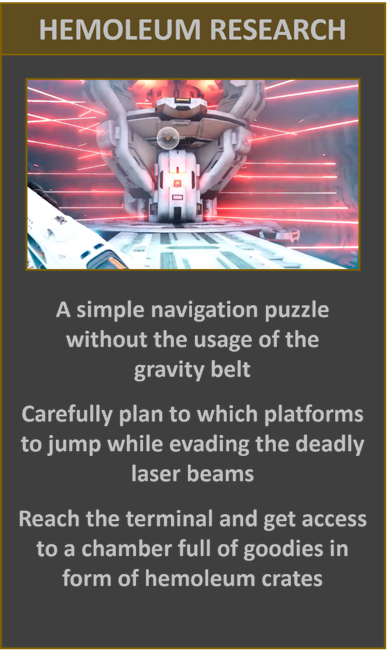 HEMOLEUM RESEARCH
A simple navigation puzzle
without the usage of the
gravity belt
Carefully plan to which platforms
to jump while evading the deadly
laser beams
Reach the terminal and get access
to a chamber full of goodies in
form of hemoleum crates